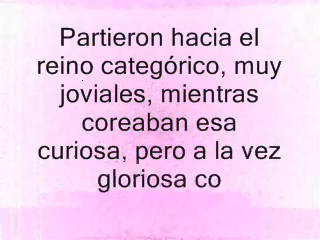 Partieron hacia el
reino categórico, muy
joviales, mientras
coreaban esa
curiosa, pero a la vez
gloriosa co